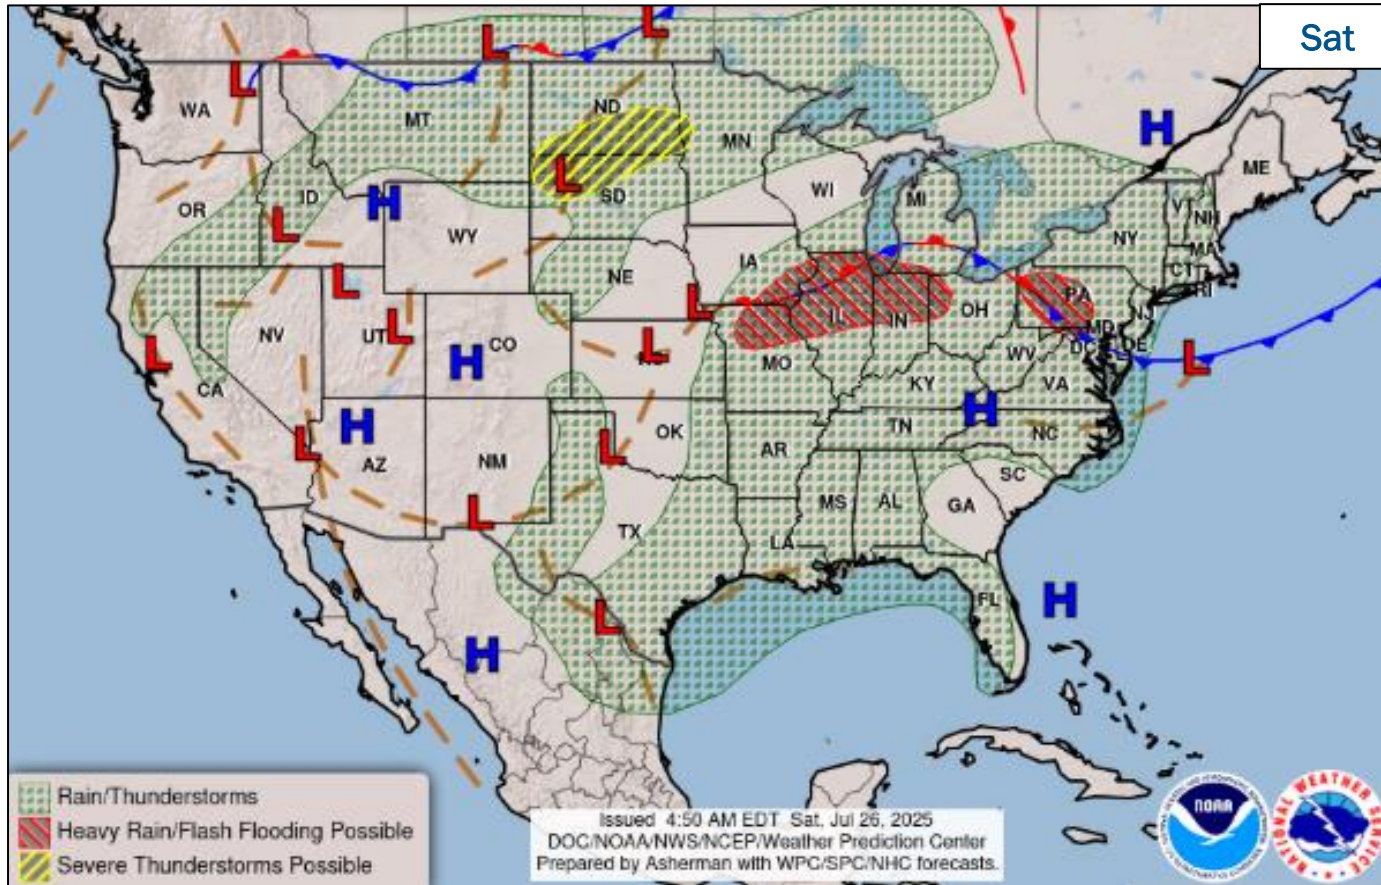 Sat
L
L
L
WA
MT
ND
MN
H
ME
L
WI
MI
VT
NH
OR
ID
H
SD
L
WY
NY
MA
CT
RI
IA
NE
L
L
L
PA
NJ
NV
UT
L
CO
H
IL
IN
OH
MD
DE
DC
L
L
L
MO
WV
VA
CA
KY
H
AZ
L
NM
OK
L
AR
TN
H
NC
SC
L
TX
MS
AL
GA
LA
FL
H
L
H
Rain/Thunderstorms
Heavy Rain/Flash Flooding Possible
Severe Thunderstorms Possible
Issued 4:50 AM EDT Sat, Jul 26, 2025
DOC/NOAA/NWS/NCEP/Weather Prediction Center
Prepared by Asherman with WPC/SPC/NHC forecasts.
NOAA
NATIONAL WEATHER SERVICE